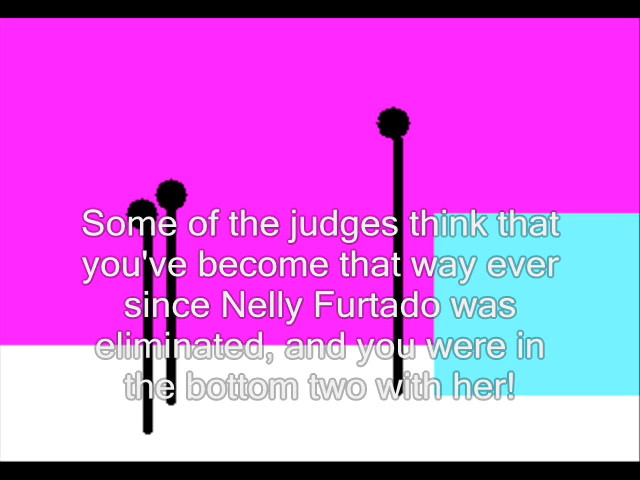 Some of the judges think that
you've become that way ever
since Nelly Furtado was
eliminated, and you were in
the bottom two with her!